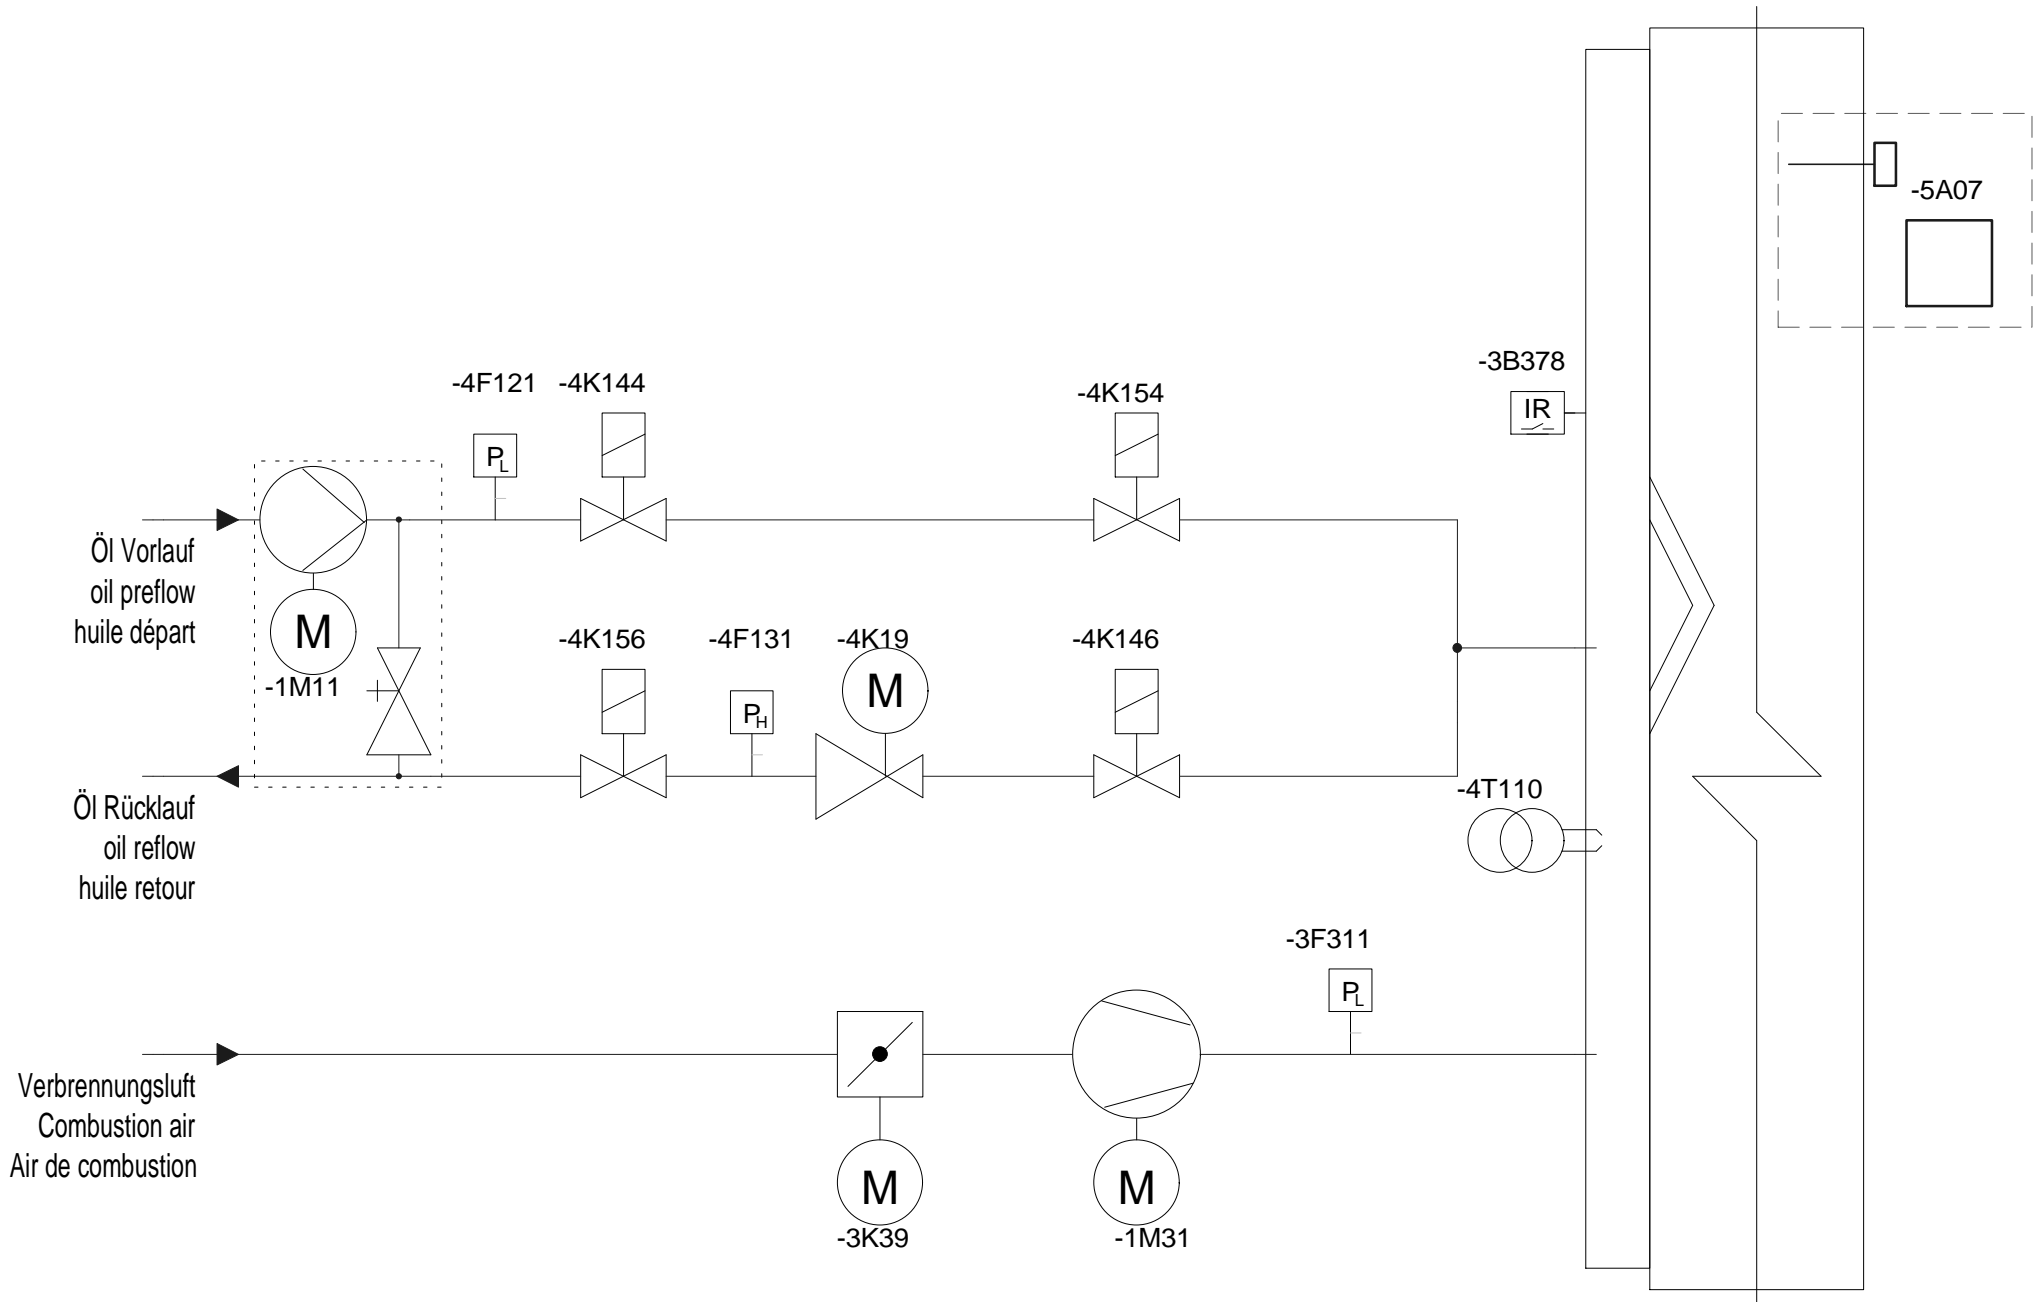 -5A07
-3B378
IR
-4F121
-4K144
-4K154
PL
Öl Vorlauf
oil preflow
huile départ
M
-1M11
-4K156
-4F131
-4K19
-4K146
M
PH
Öl Rücklauf
oil reflow
huile retour
-4T110
-3F311
PL
Verbrennungsluft
Combustion air
Air de combustion
M
-3K39
M
-1M31